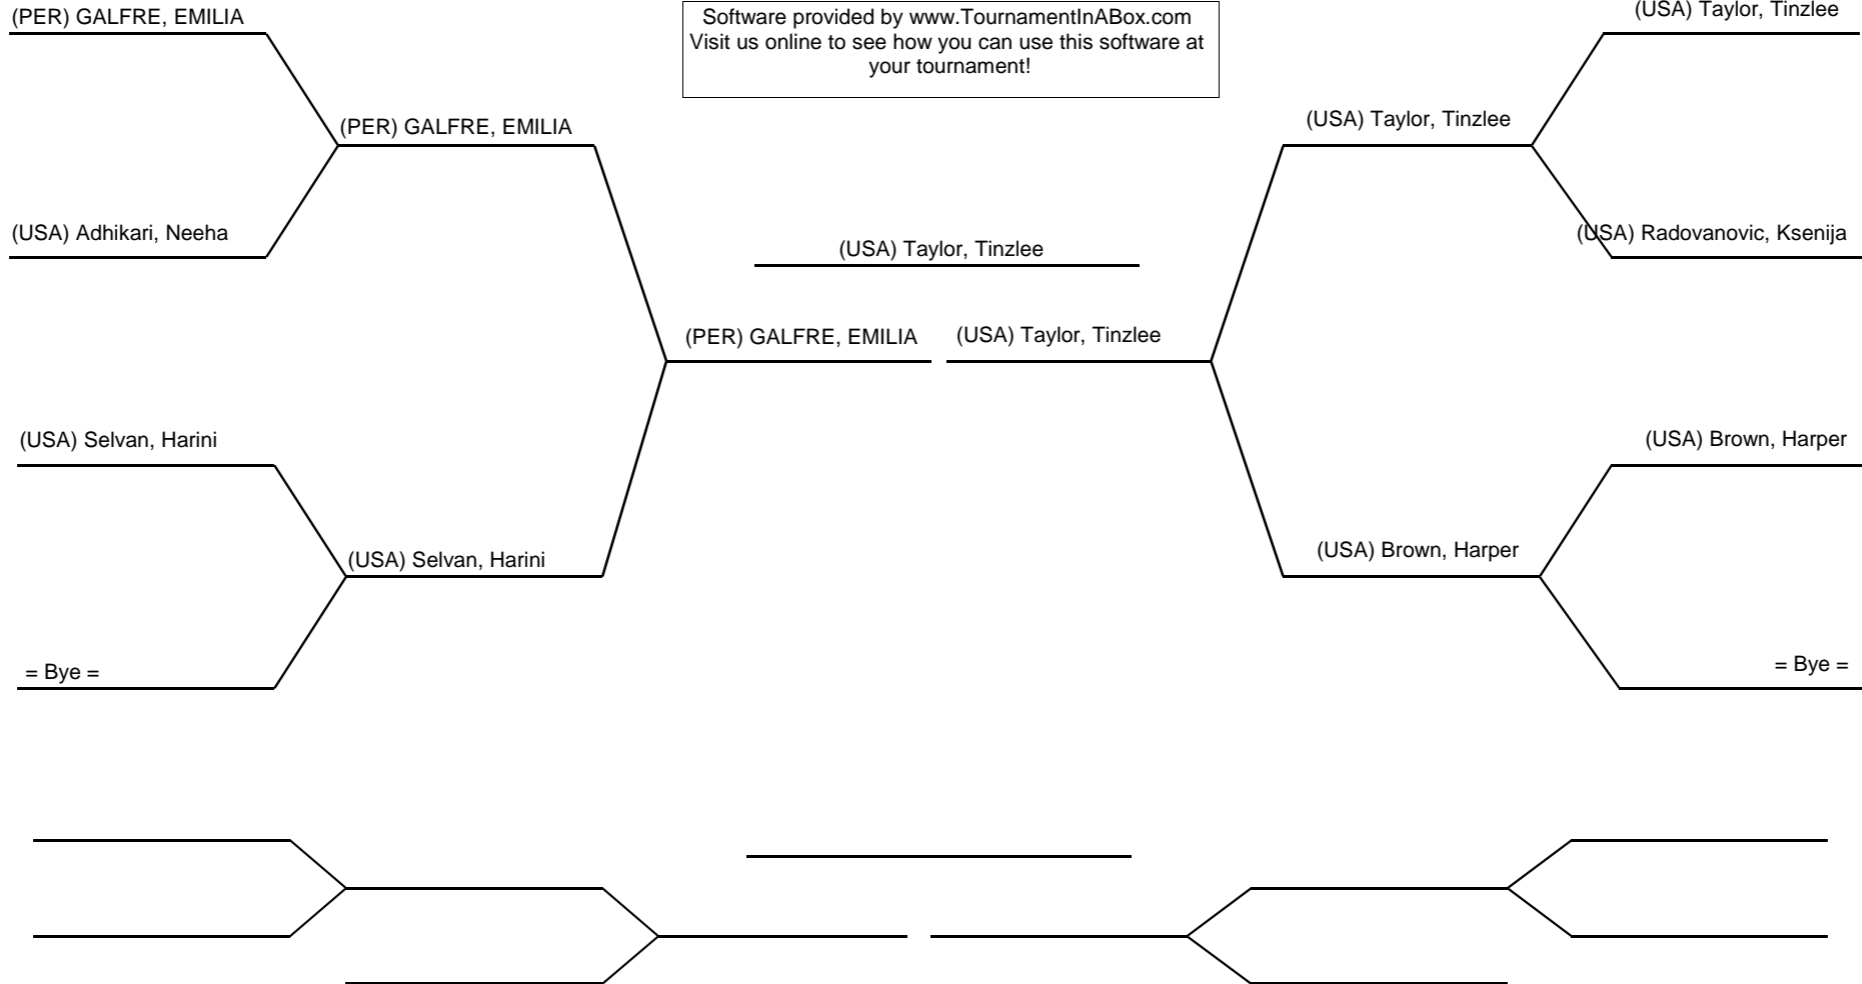 (PER) GALFRE, EMILIA
Software provided by www.TournamentInABox.com
Visit us online to see how you can use this software at
your tournament!
(USA) Taylor, Tinzlee
(PER) GALFRE, EMILIA
(USA) Taylor, Tinzlee
(USA) Adhikari, Neeha
(USA) Taylor, Tinzlee
(USA) Radovanovic, Ksenija
(PER) GALFRE, EMILIA
(USA) Taylor, Tinzlee
(USA) Selvan, Harini
(USA) Brown, Harper
(USA) Selvan, Harini
(USA) Brown, Harper
= Bye =
= Bye =